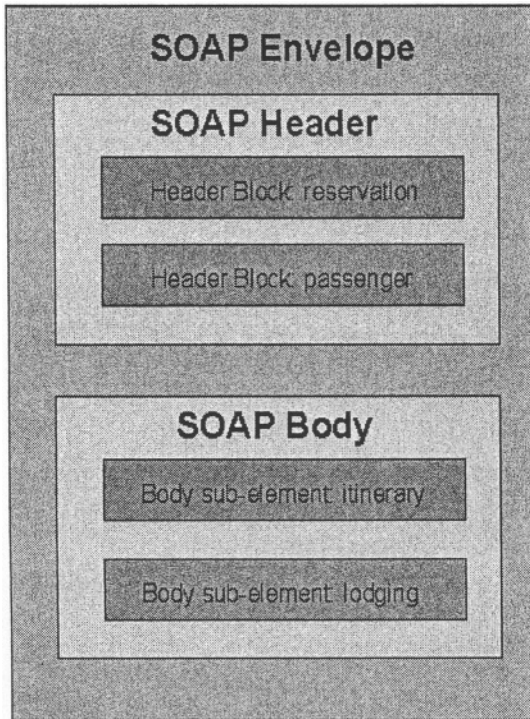 SOAP Envelope
SOAP Header
Header Block: reservation
Header Block: passenger
SOAP Body
Body sub-element: itinerary
Body sub-element: lodging